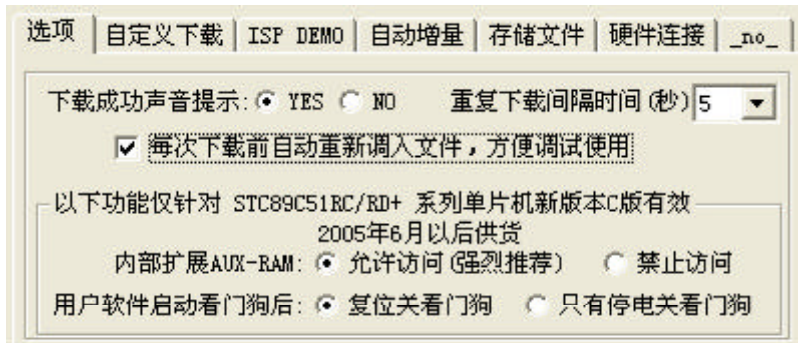 选项 自定义下载 ISP DEMO 自动增量 存储文件 硬件连接 _no_
下载成功声音提示: YES NO 重复下载间隔时间(秒) 5
每次下载前自动重新调入文件，方便调试使用
以下功能仅针对 STC89C51RC/RD+ 系列单片机新版本C版有效
2005年6月以后供货
内部扩展AUX-RAM: 允许访问(强烈推荐) 禁止访问
用户软件启动看门狗后: 复位关看门狗 只有停电关看门狗